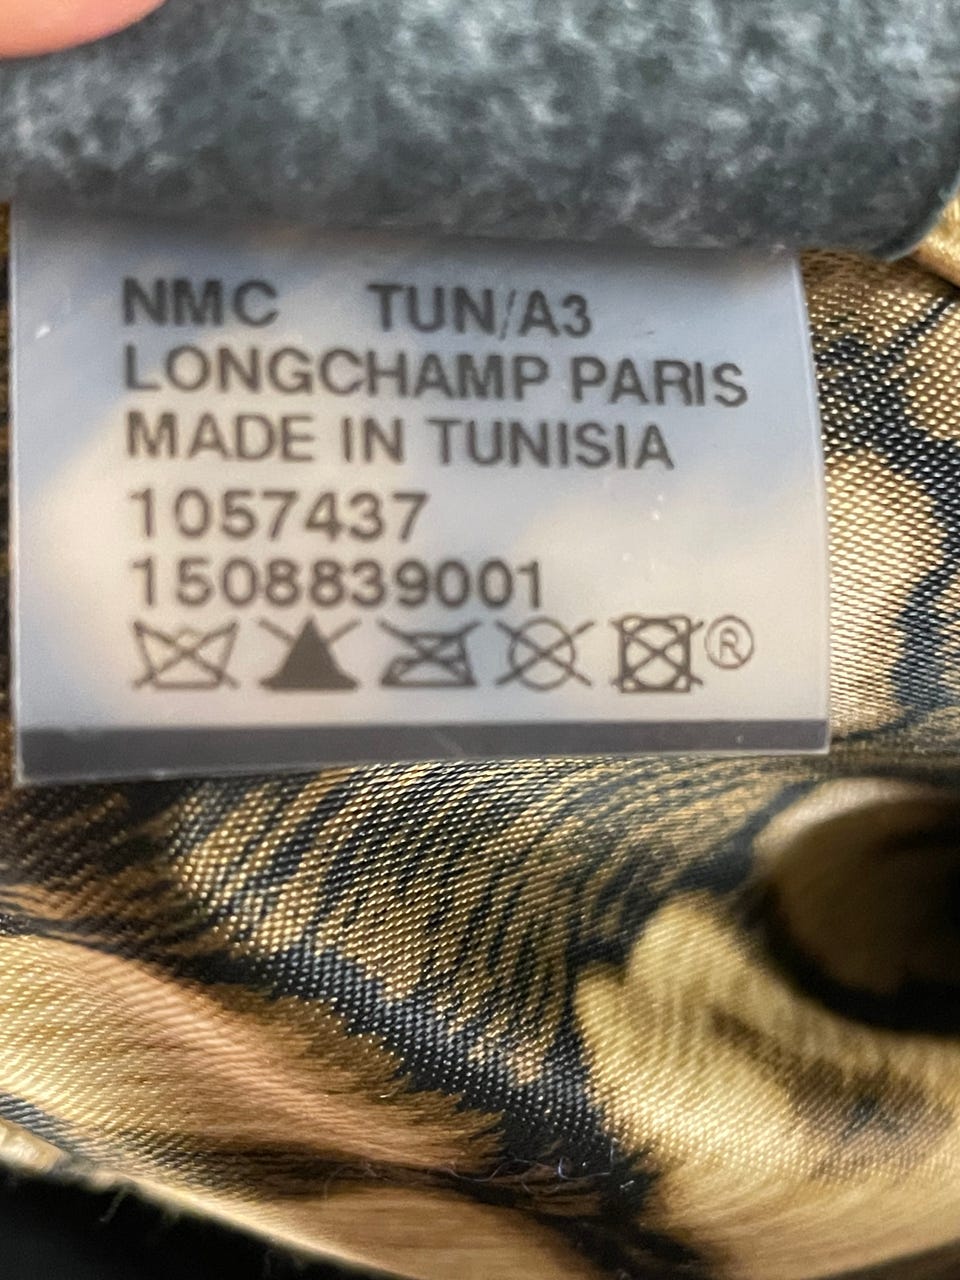 NMC TUN/A3
LONGCHAMP PARIS
MADE IN TUNISIA
1057437
1508839001
®